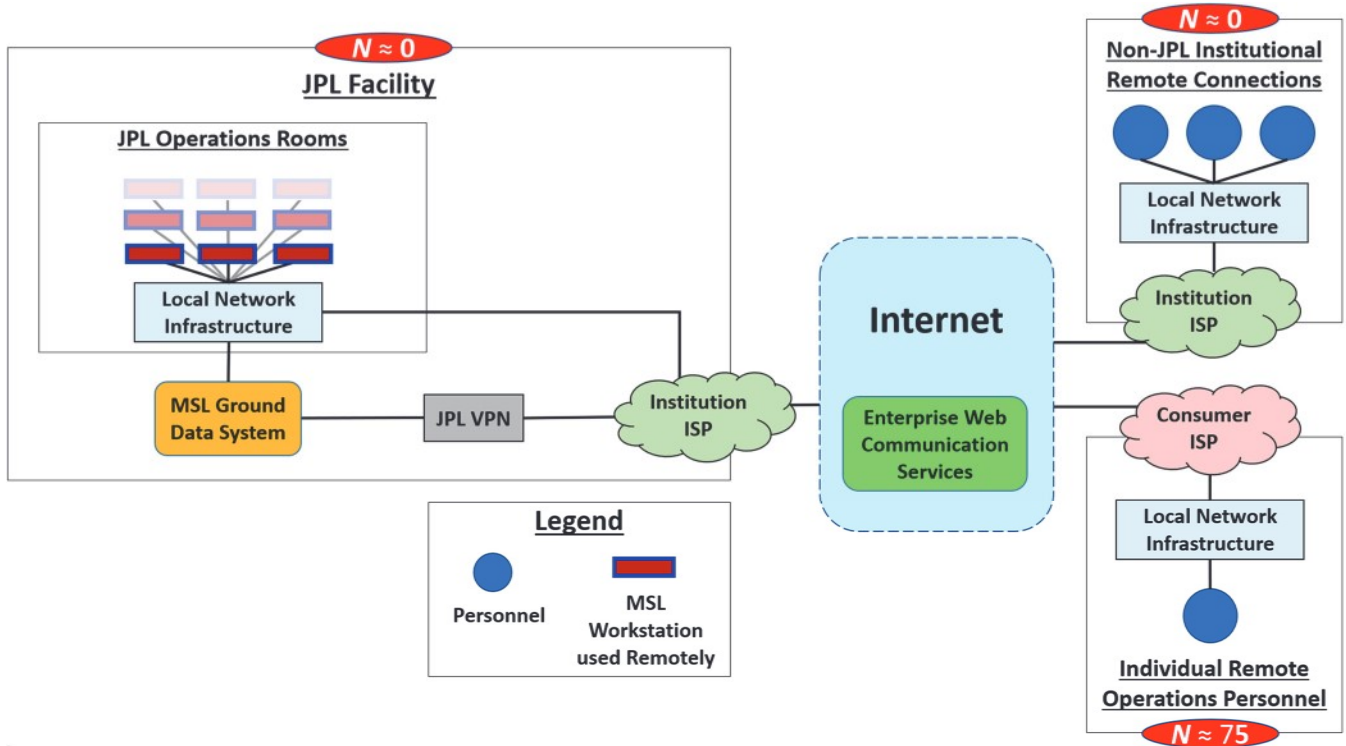 N ≈ 0
JPL Facility
JPL Operations Rooms
Local Network
Infrastructure
MSL Ground
Data System
JPL VPN
Institution
ISP
Internet
Enterprise Web
Communication
Services
N ≈ 0
Non-JPL Institutional
Remote Connections
Local Network
Infrastructure
Institution
ISP
Consumer
ISP
Local Network
Infrastructure
Individual Remote
Operations Personnel
N ≈ 75
Legend
Personnel
MSL
Workstation
used Remotely